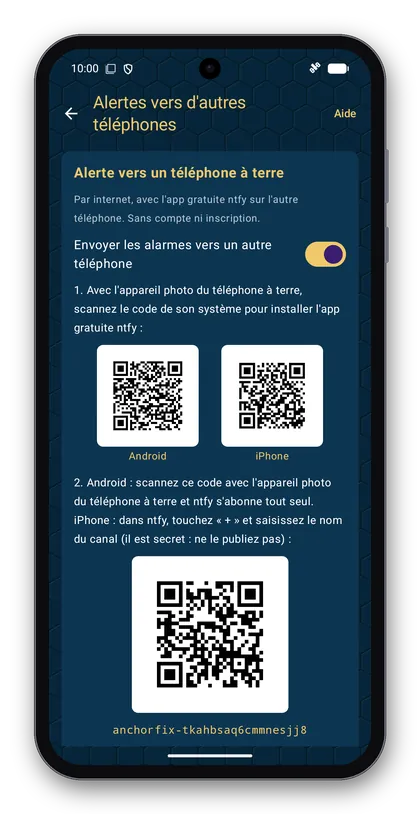 10:00
Alertes vers d'autres
téléphones
Aide
Alerte vers un téléphone à terre
Par internet, avec l'app gratuite ntfy sur l'autre
téléphone. Sans compte ni inscription.
Envoyer les alarmes vers un autre
téléphone
1. Avec l'appareil photo du téléphone à terre,
scannez le code de son système pour installer l'app
gratuite ntfy :
Android
iPhone
2. Android : scannez ce code avec l'appareil photo
du téléphone à terre et ntfy s'abonne tout seul.
iPhone : dans ntfy, touchez « + » et saisissez le nom
du canal (il est secret : ne le publiez pas) :
anchorfix-tkahbsaq6cmmnesjj8